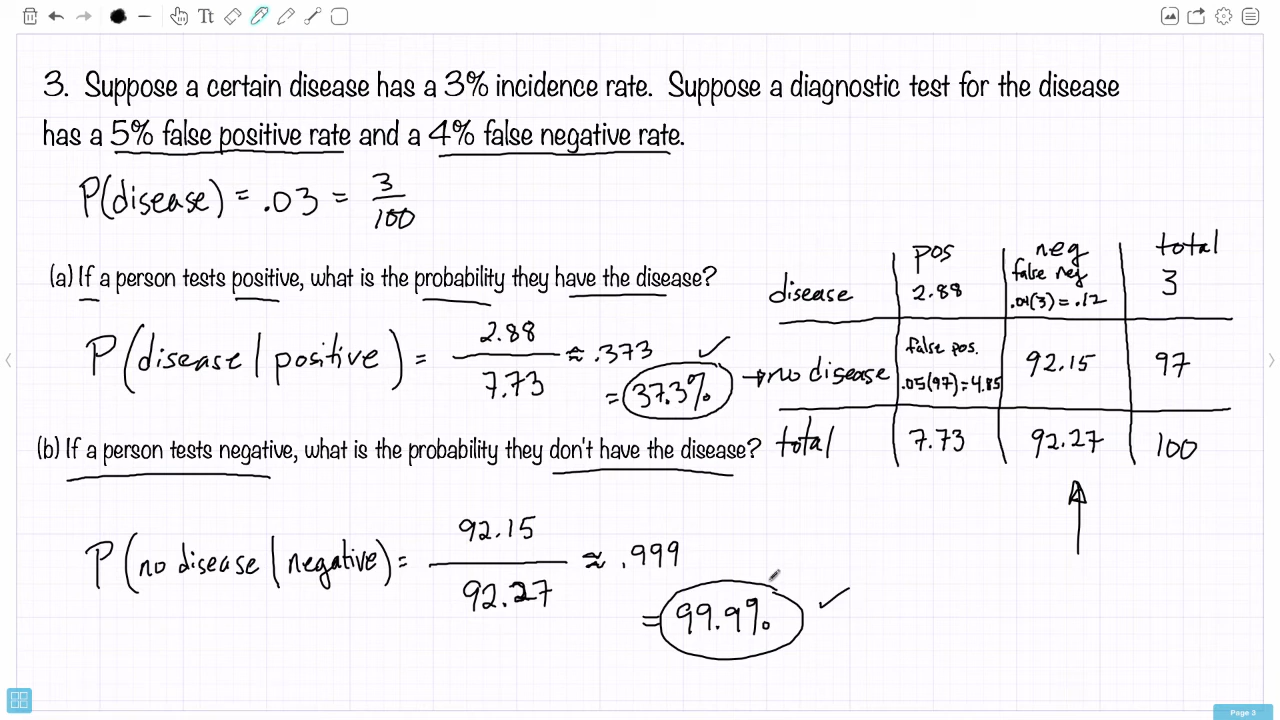 Tt
3. Suppose a certain disease has a 3% incidence rate. Suppose a diagnostic test for the disease
has a 5% false positive rate and a 4% false negative rate.
P(disease) = .03 = 3/100
(a) If a person tests positive, what is the probability they have the disease?
P(disease | positive) = 2.88/7.73 ≈ .373
= 37.3%
(b) If a person tests negative, what is the probability they don't have the disease?
P(no disease | negative) = 92.15/92.27 ≈ .999
= 99.9%
pos neg total
disease 2.88 false neg .04(3) = .12 3
no disease false pos. .05(97) = 4.85 92.15 97
total 7.73 92.27 100
Page 3